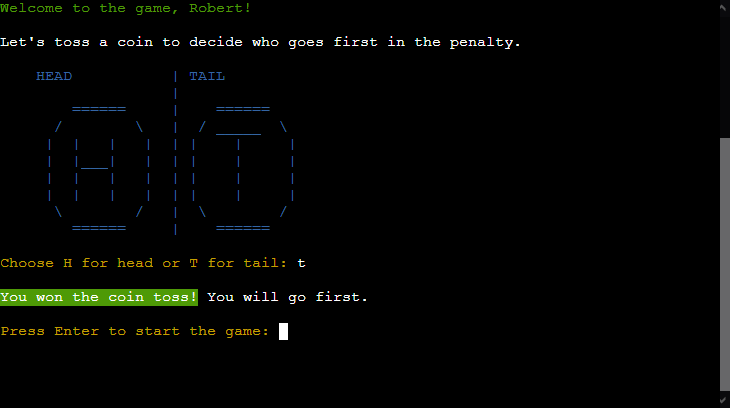 Welcome to the game, Robert!
Let's toss a coin to decide who goes first in the penalty.
HEAD | TAIL
|
====== | ======
/ \ | / _____ \
| | | | | | | |
| |___| | | | | |
| | | | | | | |
| | | | | | | |
\ / | \ /
====== | ======
Choose H for head or T for tail: t
You won the coin toss! You will go first.
Press Enter to start the game: